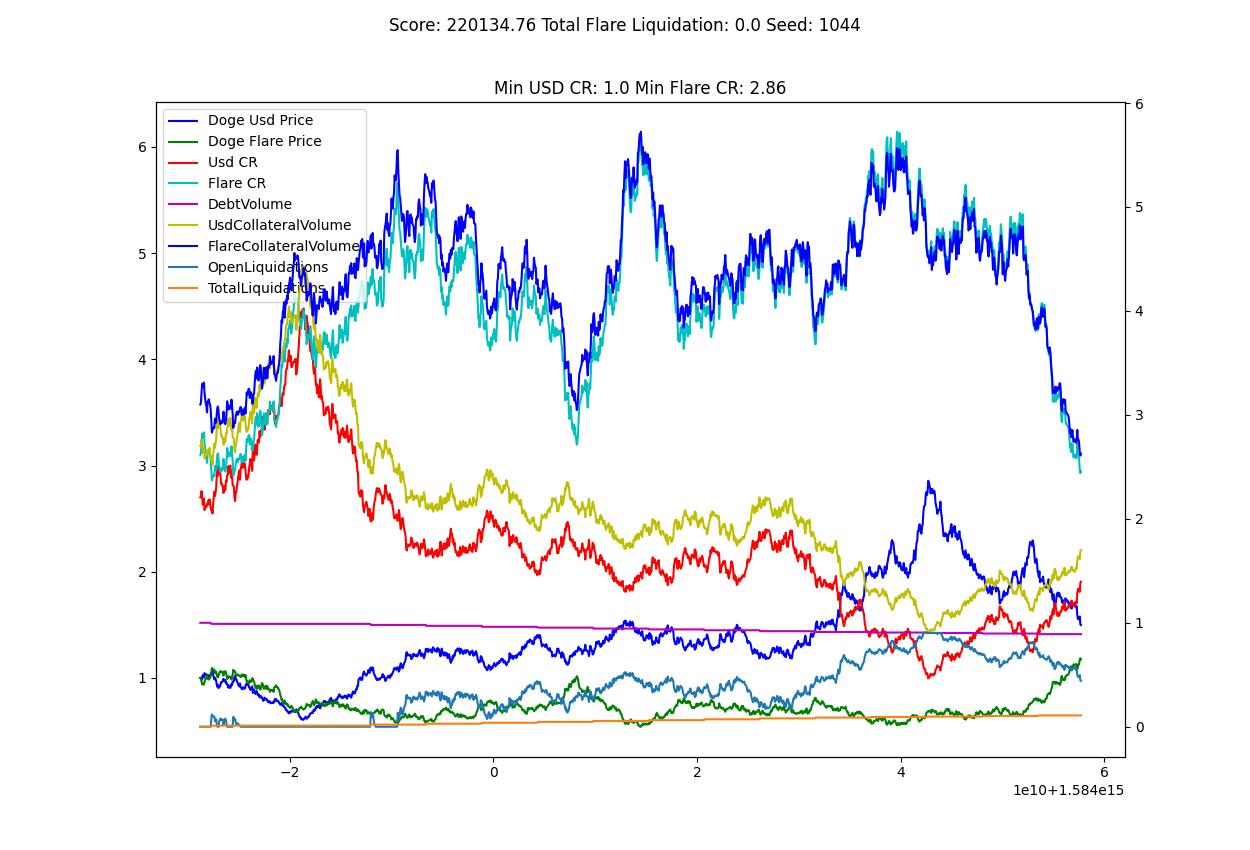 Score: 220134.76 Total Flare Liquidation: 0.0 Seed: 1044
Min USD CR: 1.0 Min Flare CR: 2.86
Doge Usd Price
Doge Flare Price
Usd CR
Flare CR
DebtVolume
UsdCollateralVolume
FlareCollateralVolume
OpenLiquidations
TotalLiquidations
6
5
4
3
2
1
6
5
4
3
2
1
0
−2
0
2
4
6
1e10+1.584e15